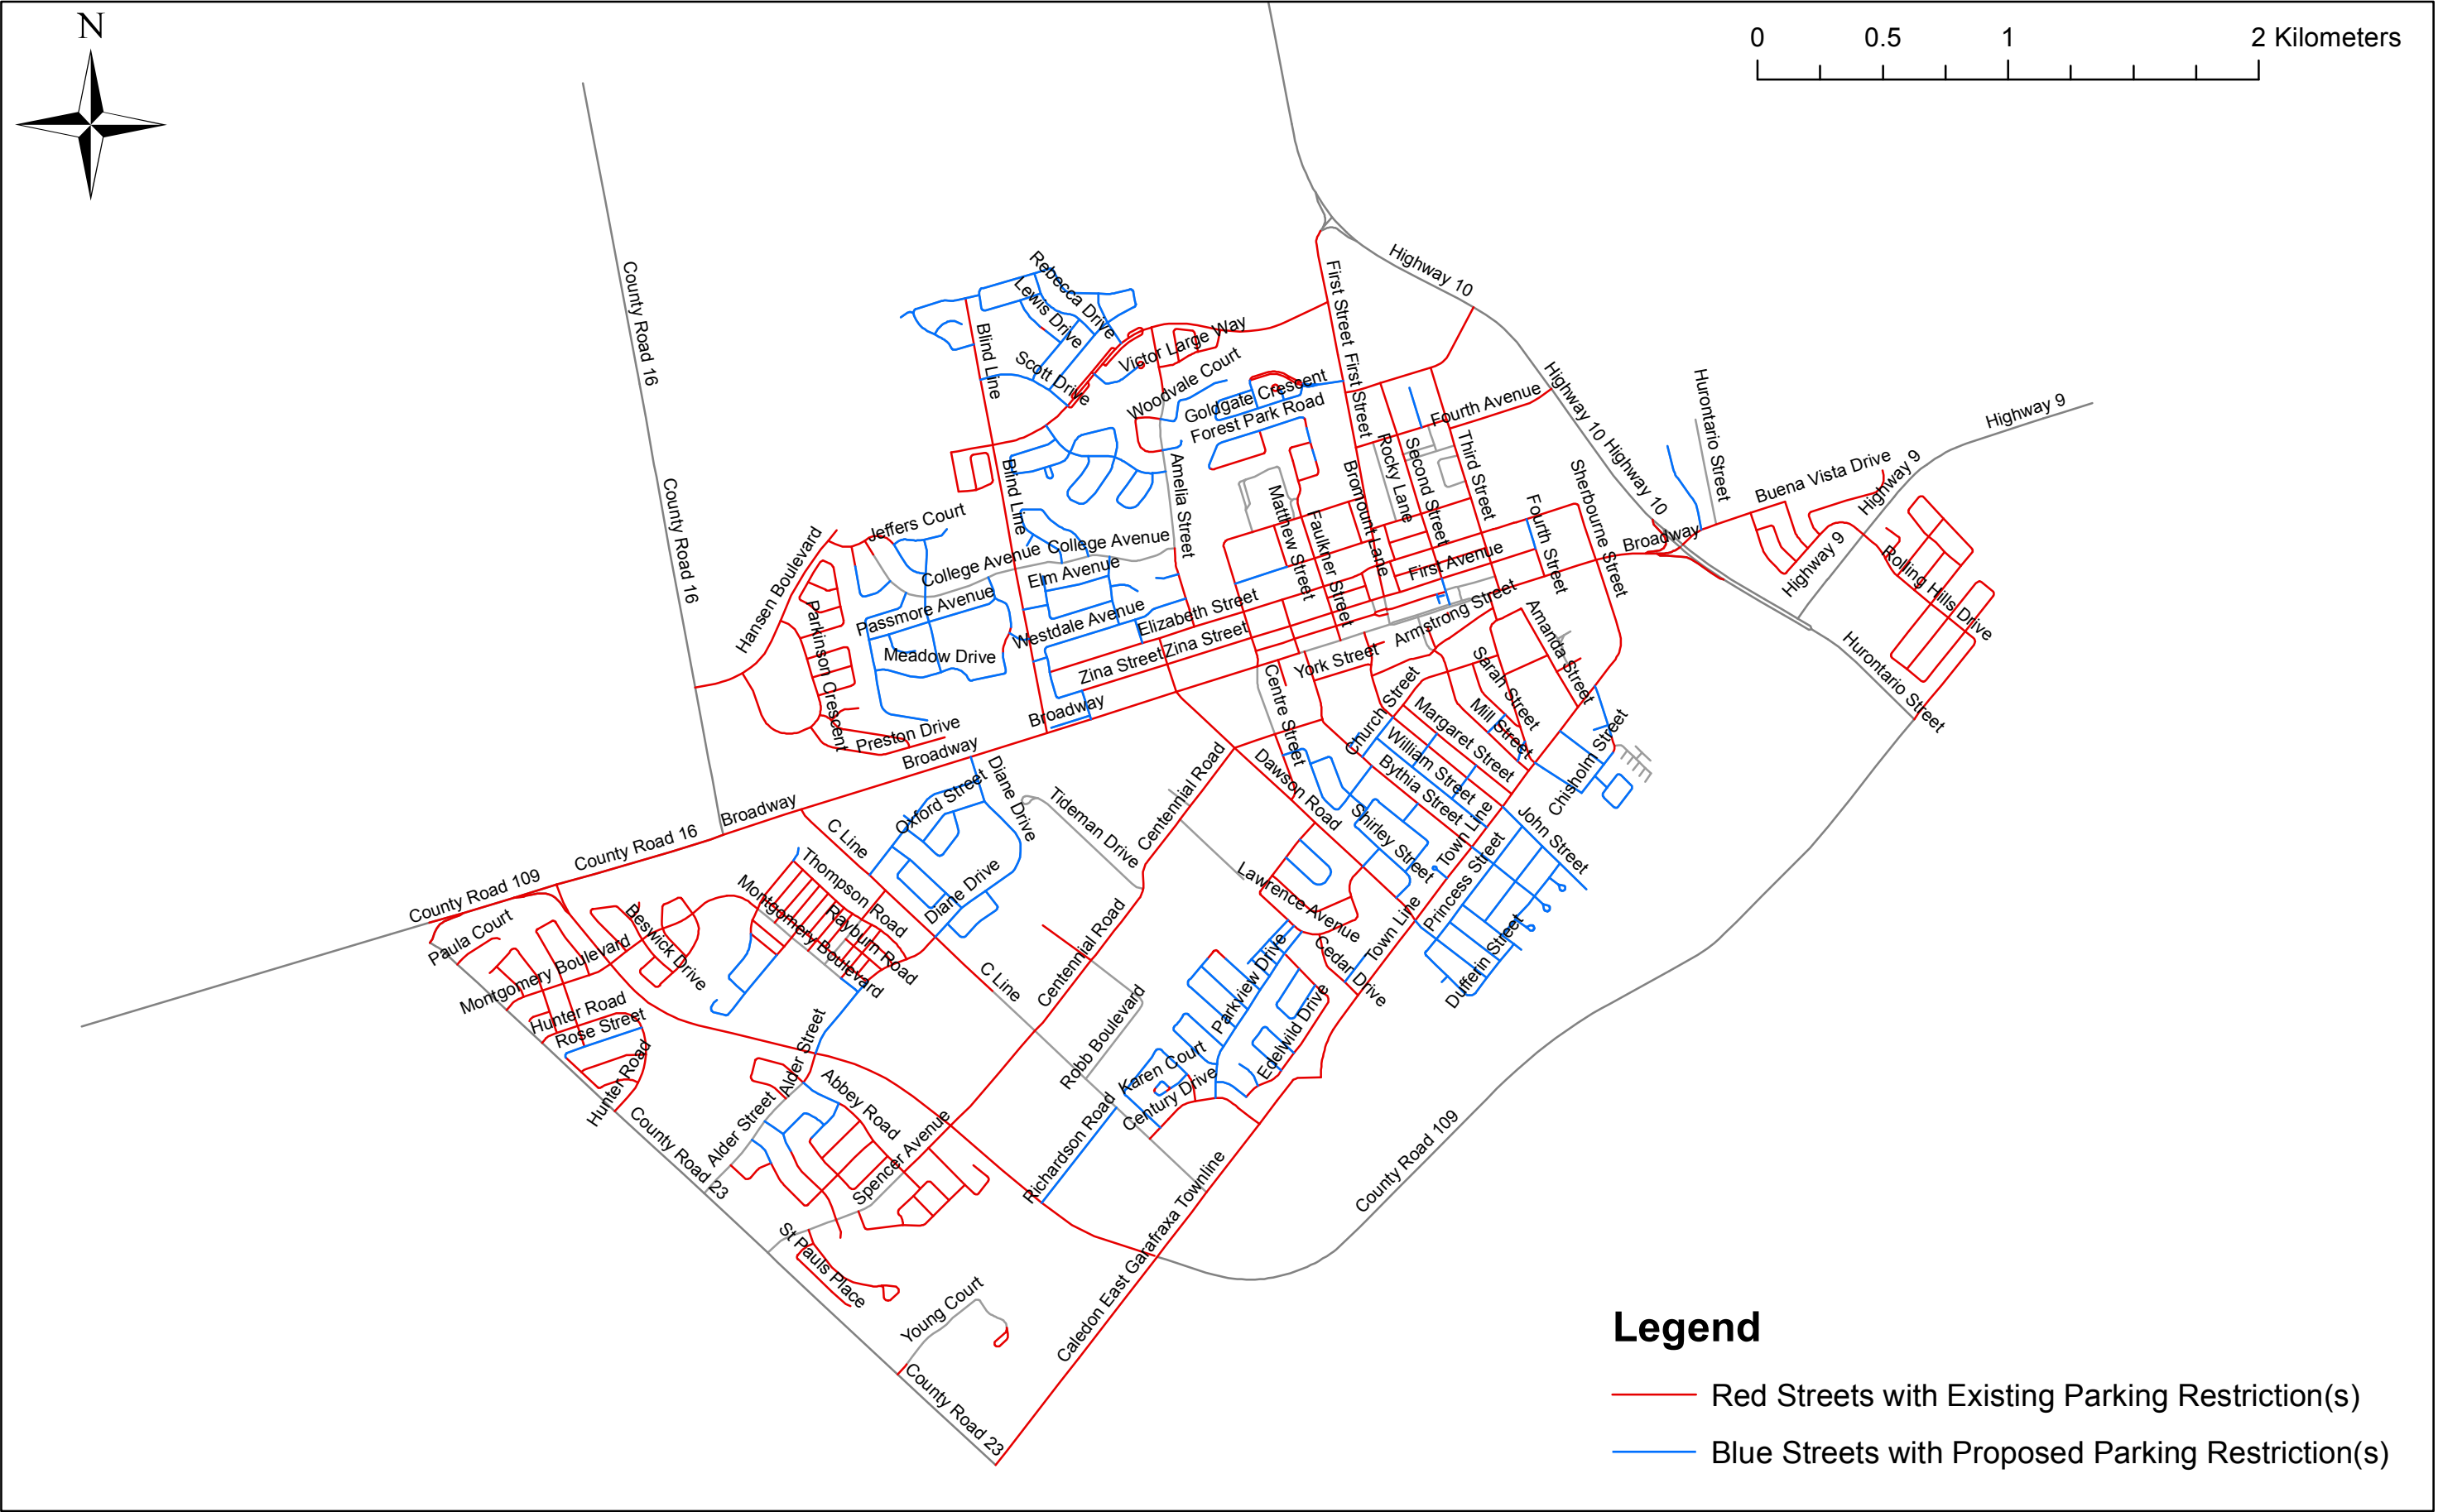 N
0 0.5 1 2 Kilometers
Highway 10
County Road 16
Rebecca Drive
Lewis Drive
First Street
Blind Line
Scott Drive
Victor Large Way
Woodvale Court
Goldgate Crescent
Forest Park Road
First Street
Highway 10
Highway 10
Fourth Avenue
Hurontario Street
Highway 9
Rocky Lane
Second Street
Third Street
Buena Vista Drive
Highway 9
Amelia Street
Bromount Lane
Blind Line
County Road 16
Jeffers Court
Matthew Street
Faulkner Street
Fourth Street
Sherbourne Street
Broadway
Highway 9
Rolling Hills Drive
Hansen Boulevard
College Avenue
College Avenue
Elm Avenue
First Avenue
Passmore Avenue
Westdale Avenue
Elizabeth Street
Armstrong Street
Amanda Street
Parkinson Crescent
Meadow Drive
Zina Street
Zina Street
York Street
Sarah Street
Hurontario Street
Centre Street
Church Street
Margaret Street
Mill Street
Broadway
Preston Drive
Broadway
William Street
Bythia Street
Chisholm Street
Diane Drive
Oxford Street
Tideman Drive
Centennial Road
Dawson Road
Shirley Street
Town Line
John Street
Princess Street
Broadway
C Line
County Road 16
County Road 109
Thompson Road
Montgomery Boulevard
Rayburn Road
Diane Drive
Lawrence Avenue
Paula Court
Beswick Drive
Montgomery Boulevard
C Line
Centennial Road
Cedar Drive
Town Line
Dufferin Street
Parkview Drive
Edelwild Drive
Hunter Road
Rose Street
Hunter Road
Alder Street
Robb Boulevard
Karen Court
Century Drive
Abbey Road
Alder Street
County Road 23
Spencer Avenue
Richardson Road
County Road 109
St Pauls Place
Caledon East Garafraxa Townline
Young Court
County Road 23
Legend
Red Streets with Existing Parking Restriction(s)
Blue Streets with Proposed Parking Restriction(s)